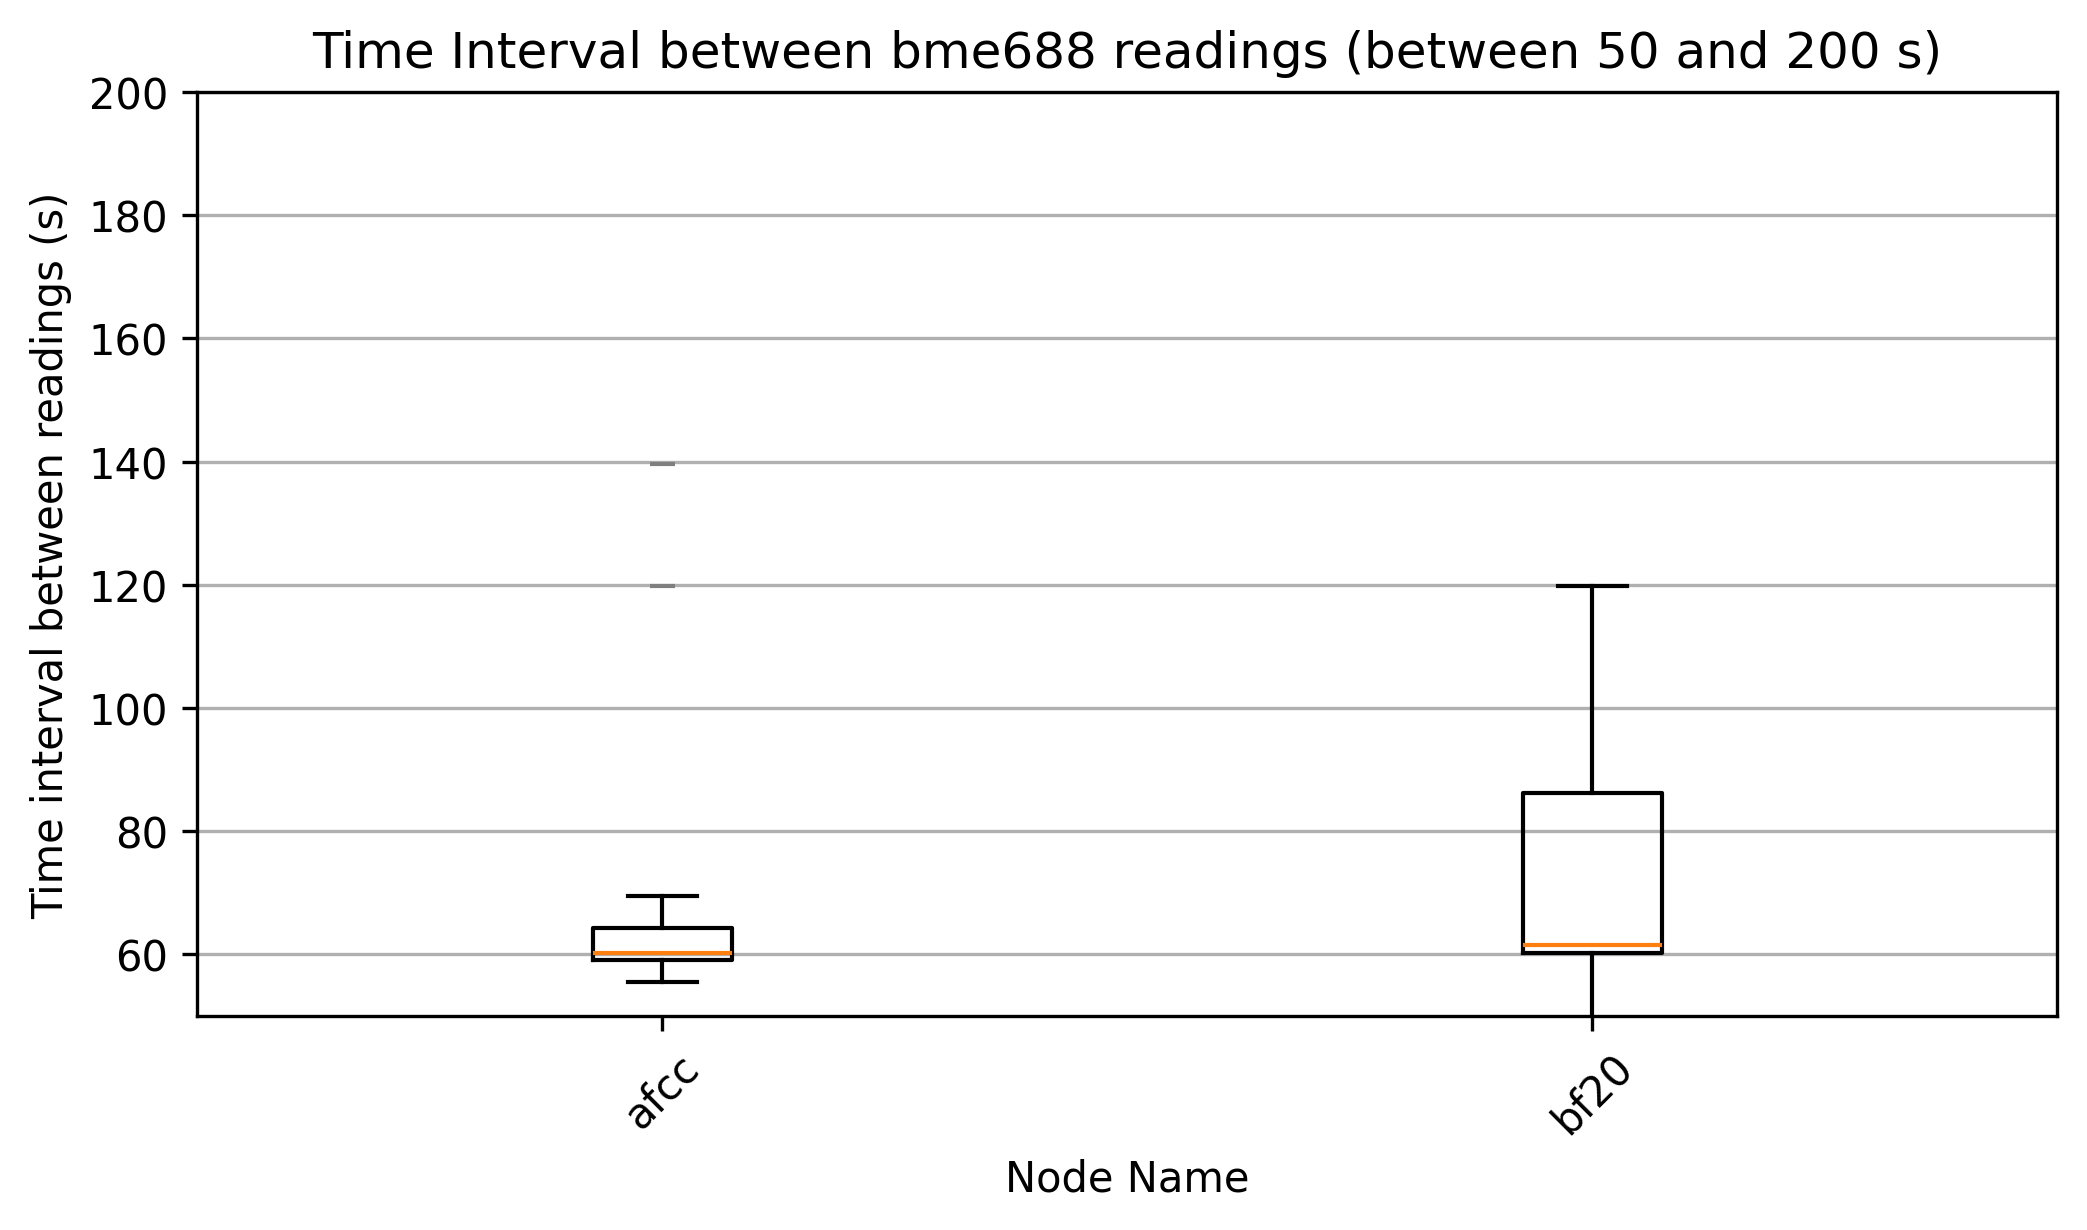 Time Interval between bme688 readings (between 50 and 200 s)
Time interval between readings (s)
200
180
160
140
120
100
80
60
afcc
bf20
Node Name